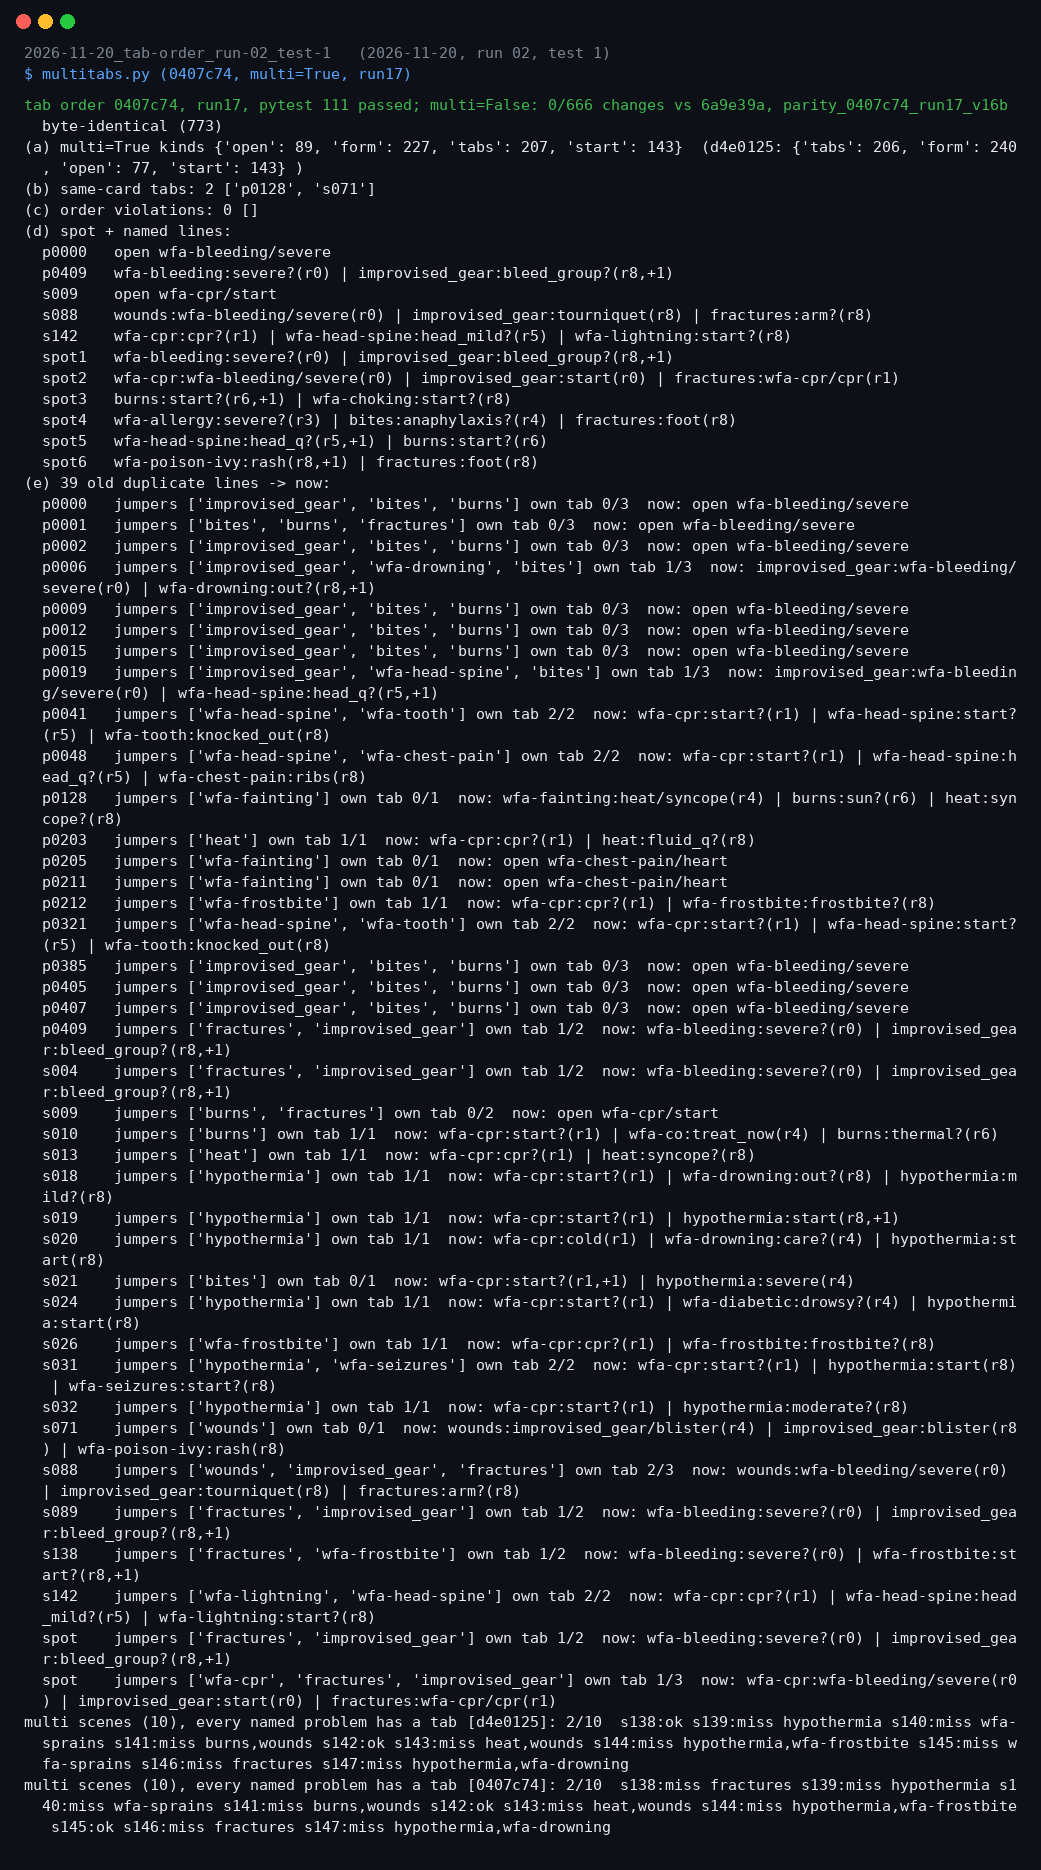 2026-11-20_tab-order_run-02_test-1   (2026-11-20, run 02, test 1)
$ multitabs.py (0407c74, multi=True, run17)
tab order 0407c74, run17, pytest 111 passed; multi=False: 0/666 changes vs 6a9e39a, parity_0407c74_run17_v16b
  byte-identical (773)
(a) multi=True kinds {'open': 89, 'form': 227, 'tabs': 207, 'start': 143}  (d4e0125: {'tabs': 206, 'form': 240
  , 'open': 77, 'start': 143} )
(b) same-card tabs: 2 ['p0128', 's071']
(c) order violations: 0 []
(d) spot + named lines:
  p0000   open wfa-bleeding/severe
  p0409   wfa-bleeding:severe?(r0) | improvised_gear:bleed_group?(r8,+1)
  s009    open wfa-cpr/start
  s088    wounds:wfa-bleeding/severe(r0) | improvised_gear:tourniquet(r8) | fractures:arm?(r8)
  s142    wfa-cpr:cpr?(r1) | wfa-head-spine:head_mild?(r5) | wfa-lightning:start?(r8)
  spot1   wfa-bleeding:severe?(r0) | improvised_gear:bleed_group?(r8,+1)
  spot2   wfa-cpr:wfa-bleeding/severe(r0) | improvised_gear:start(r0) | fractures:wfa-cpr/cpr(r1)
  spot3   burns:start?(r6,+1) | wfa-choking:start?(r8)
  spot4   wfa-allergy:severe?(r3) | bites:anaphylaxis?(r4) | fractures:foot(r8)
  spot5   wfa-head-spine:head_q?(r5,+1) | burns:start?(r6)
  spot6   wfa-poison-ivy:rash(r8,+1) | fractures:foot(r8)
(e) 39 old duplicate lines -> now:
  p0000   jumpers ['improvised_gear', 'bites', 'burns'] own tab 0/3  now: open wfa-bleeding/severe
  p0001   jumpers ['bites', 'burns', 'fractures'] own tab 0/3  now: open wfa-bleeding/severe
  p0002   jumpers ['improvised_gear', 'bites', 'burns'] own tab 0/3  now: open wfa-bleeding/severe
  p0006   jumpers ['improvised_gear', 'wfa-drowning', 'bites'] own tab 1/3  now: improvised_gear:wfa-bleeding/
  severe(r0) | wfa-drowning:out?(r8,+1)
  p0009   jumpers ['improvised_gear', 'bites', 'burns'] own tab 0/3  now: open wfa-bleeding/severe
  p0012   jumpers ['improvised_gear', 'bites', 'burns'] own tab 0/3  now: open wfa-bleeding/severe
  p0015   jumpers ['improvised_gear', 'bites', 'burns'] own tab 0/3  now: open wfa-bleeding/severe
  p0019   jumpers ['improvised_gear', 'wfa-head-spine', 'bites'] own tab 1/3  now: improvised_gear:wfa-bleedin
  g/severe(r0) | wfa-head-spine:head_q?(r5,+1)
  p0041   jumpers ['wfa-head-spine', 'wfa-tooth'] own tab 2/2  now: wfa-cpr:start?(r1) | wfa-head-spine:start?
  (r5) | wfa-tooth:knocked_out(r8)
  p0048   jumpers ['wfa-head-spine', 'wfa-chest-pain'] own tab 2/2  now: wfa-cpr:start?(r1) | wfa-head-spine:h
  ead_q?(r5) | wfa-chest-pain:ribs(r8)
  p0128   jumpers ['wfa-fainting'] own tab 0/1  now: wfa-fainting:heat/syncope(r4) | burns:sun?(r6) | heat:syn
  cope?(r8)
  p0203   jumpers ['heat'] own tab 1/1  now: wfa-cpr:cpr?(r1) | heat:fluid_q?(r8)
  p0205   jumpers ['wfa-fainting'] own tab 0/1  now: open wfa-chest-pain/heart
  p0211   jumpers ['wfa-fainting'] own tab 0/1  now: open wfa-chest-pain/heart
  p0212   jumpers ['wfa-frostbite'] own tab 1/1  now: wfa-cpr:cpr?(r1) | wfa-frostbite:frostbite?(r8)
  p0321   jumpers ['wfa-head-spine', 'wfa-tooth'] own tab 2/2  now: wfa-cpr:start?(r1) | wfa-head-spine:start?
  (r5) | wfa-tooth:knocked_out(r8)
  p0385   jumpers ['improvised_gear', 'bites', 'burns'] own tab 0/3  now: open wfa-bleeding/severe
  p0405   jumpers ['improvised_gear', 'bites', 'burns'] own tab 0/3  now: open wfa-bleeding/severe
  p0407   jumpers ['improvised_gear', 'bites', 'burns'] own tab 0/3  now: open wfa-bleeding/severe
  p0409   jumpers ['fractures', 'improvised_gear'] own tab 1/2  now: wfa-bleeding:severe?(r0) | improvised_gea
  r:bleed_group?(r8,+1)
  s004    jumpers ['fractures', 'improvised_gear'] own tab 1/2  now: wfa-bleeding:severe?(r0) | improvised_gea
  r:bleed_group?(r8,+1)
  s009    jumpers ['burns', 'fractures'] own tab 0/2  now: open wfa-cpr/start
  s010    jumpers ['burns'] own tab 1/1  now: wfa-cpr:start?(r1) | wfa-co:treat_now(r4) | burns:thermal?(r6)
  s013    jumpers ['heat'] own tab 1/1  now: wfa-cpr:cpr?(r1) | heat:syncope?(r8)
  s018    jumpers ['hypothermia'] own tab 1/1  now: wfa-cpr:start?(r1) | wfa-drowning:out?(r8) | hypothermia:m
  ild?(r8)
  s019    jumpers ['hypothermia'] own tab 1/1  now: wfa-cpr:start?(r1) | hypothermia:start(r8,+1)
  s020    jumpers ['hypothermia'] own tab 1/1  now: wfa-cpr:cold(r1) | wfa-drowning:care?(r4) | hypothermia:st
  art(r8)
  s021    jumpers ['bites'] own tab 0/1  now: wfa-cpr:start?(r1,+1) | hypothermia:severe(r4)
  s024    jumpers ['hypothermia'] own tab 1/1  now: wfa-cpr:start?(r1) | wfa-diabetic:drowsy?(r4) | hypothermi
  a:start(r8)
  s026    jumpers ['wfa-frostbite'] own tab 1/1  now: wfa-cpr:cpr?(r1) | wfa-frostbite:frostbite?(r8)
  s031    jumpers ['hypothermia', 'wfa-seizures'] own tab 2/2  now: wfa-cpr:start?(r1) | hypothermia:start(r8)
   | wfa-seizures:start?(r8)
  s032    jumpers ['hypothermia'] own tab 1/1  now: wfa-cpr:start?(r1) | hypothermia:moderate?(r8)
  s071    jumpers ['wounds'] own tab 0/1  now: wounds:improvised_gear/blister(r4) | improvised_gear:blister(r8
  ) | wfa-poison-ivy:rash(r8)
  s088    jumpers ['wounds', 'improvised_gear', 'fractures'] own tab 2/3  now: wounds:wfa-bleeding/severe(r0)
  | improvised_gear:tourniquet(r8) | fractures:arm?(r8)
  s089    jumpers ['fractures', 'improvised_gear'] own tab 1/2  now: wfa-bleeding:severe?(r0) | improvised_gea
  r:bleed_group?(r8,+1)
  s138    jumpers ['fractures', 'wfa-frostbite'] own tab 1/2  now: wfa-bleeding:severe?(r0) | wfa-frostbite:st
  art?(r8,+1)
  s142    jumpers ['wfa-lightning', 'wfa-head-spine'] own tab 2/2  now: wfa-cpr:cpr?(r1) | wfa-head-spine:head
  _mild?(r5) | wfa-lightning:start?(r8)
  spot    jumpers ['fractures', 'improvised_gear'] own tab 1/2  now: wfa-bleeding:severe?(r0) | improvised_gea
  r:bleed_group?(r8,+1)
  spot    jumpers ['wfa-cpr', 'fractures', 'improvised_gear'] own tab 1/3  now: wfa-cpr:wfa-bleeding/severe(r0
  ) | improvised_gear:start(r0) | fractures:wfa-cpr/cpr(r1)
multi scenes (10), every named problem has a tab [d4e0125]: 2/10  s138:ok s139:miss hypothermia s140:miss wfa-
  sprains s141:miss burns,wounds s142:ok s143:miss heat,wounds s144:miss hypothermia,wfa-frostbite s145:miss w
  fa-sprains s146:miss fractures s147:miss hypothermia,wfa-drowning
multi scenes (10), every named problem has a tab [0407c74]: 2/10  s138:miss fractures s139:miss hypothermia s1
  40:miss wfa-sprains s141:miss burns,wounds s142:ok s143:miss heat,wounds s144:miss hypothermia,wfa-frostbite
   s145:ok s146:miss fractures s147:miss hypothermia,wfa-drowning